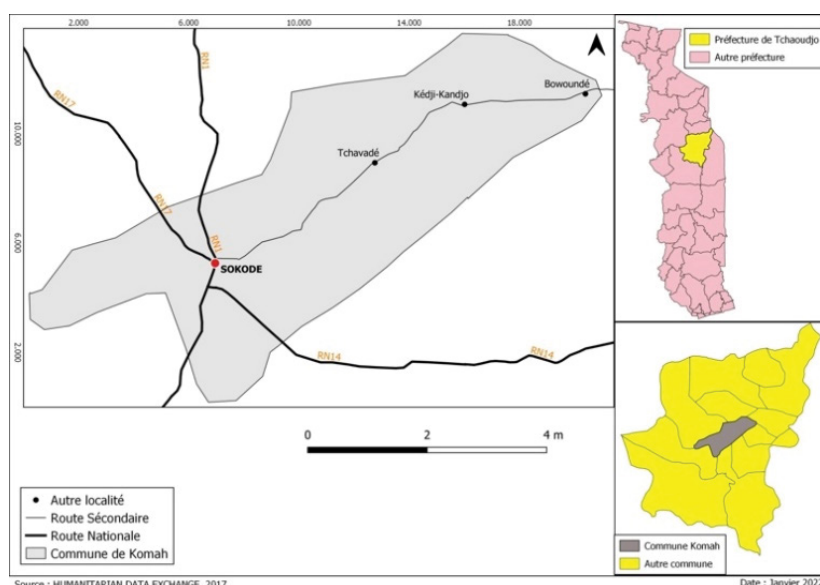 2.000 10.000 14.000 18.000
RN1
RN17
Bowoundé
Kédji-Kandjo
10.000
Tchavadé
RN17
RN1
6.000
SOKODE
2.000
RN14 RN14
0 2 4 m
Autre localité
Route Sécondaire
Route Nationale
Commune de Komah
Source : HUMANITARIAN DATA EXCHANGE, 2017
Préfecture de Tchaoudjo
Autre préfecture
Commune Komah
Autre commune